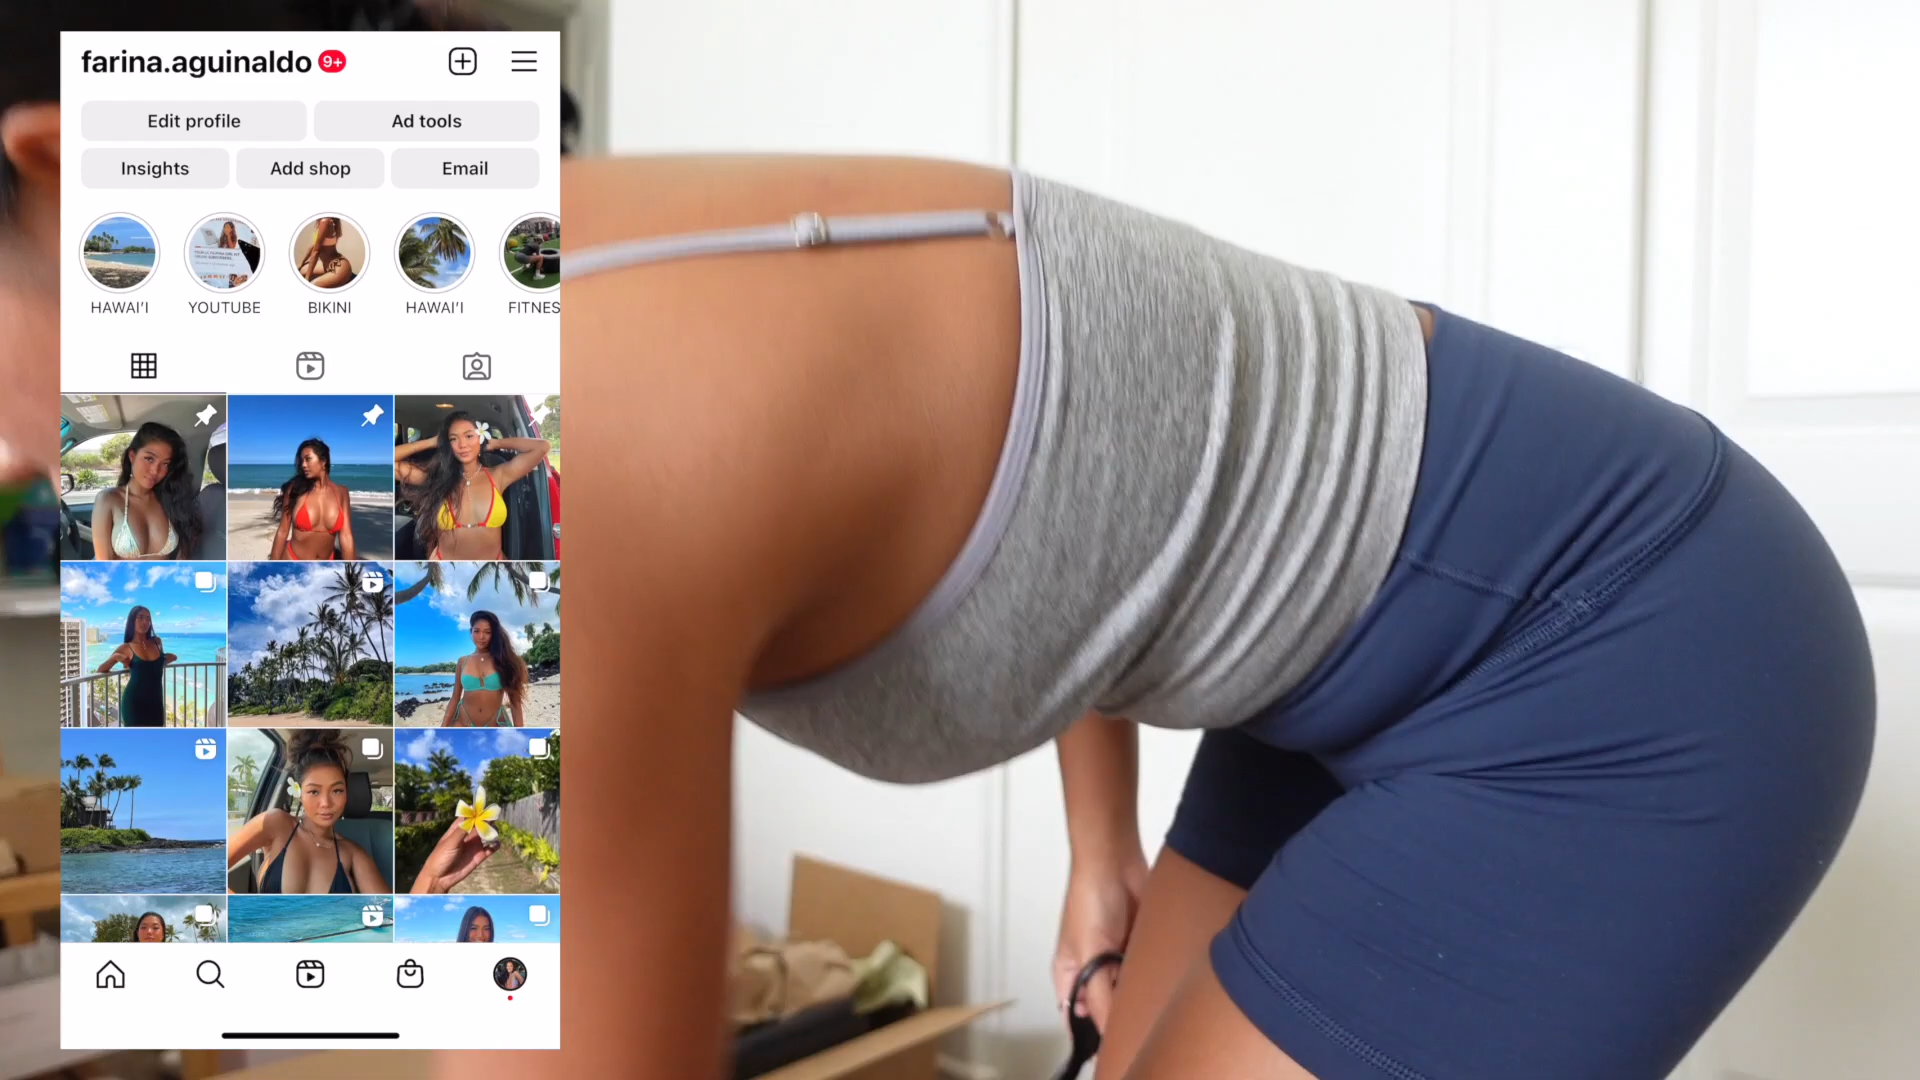 farina.aguinaldo 9+
Edit profile Ad tools
Insights Add shop Email
HAWAI'I YOUTUBE BIKINI HAWAI'I FITNES